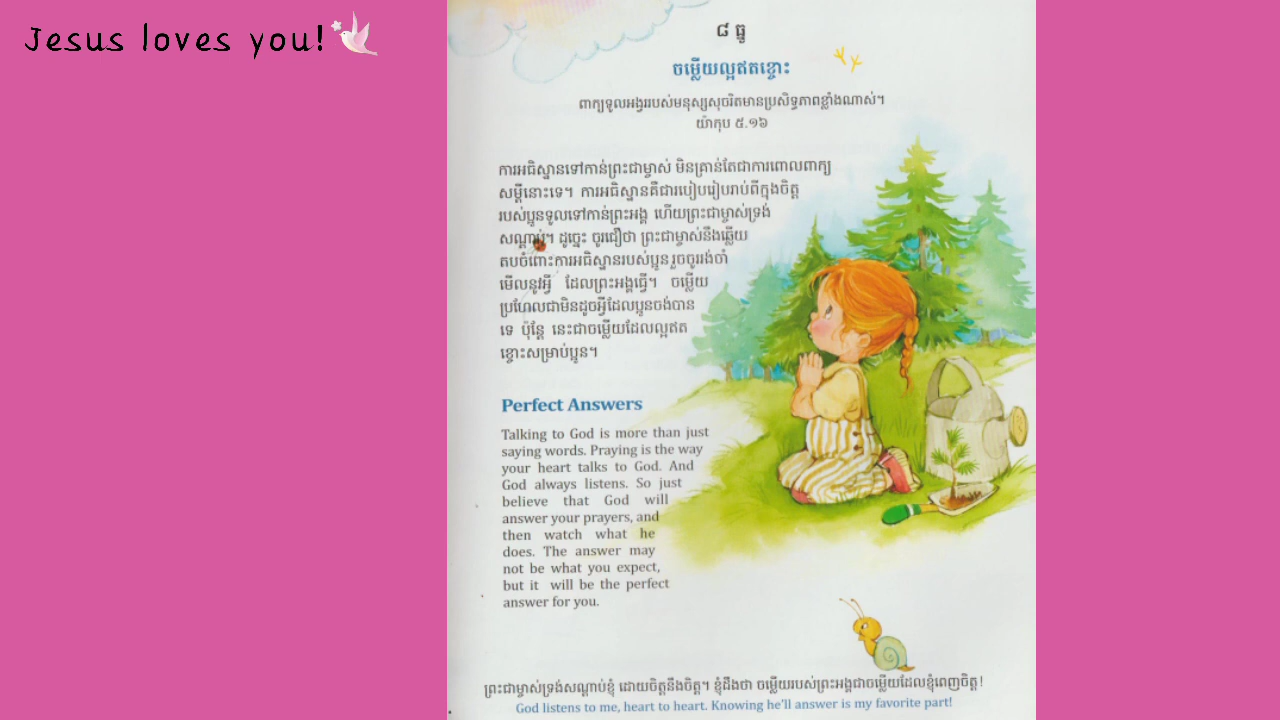 Jesus loves you!
៨ ធ្នូ
ចម្លើយល្អឥតខ្ចោះ
ពាក្យទូលអង្វររបស់មនុស្សសុចរិតមានប្រសិទ្ធភាពខ្លាំងណាស់។
យ៉ាកុប ៥.១៦
ការអធិស្ឋានទៅកាន់ព្រះជាម្ចាស់ មិនគ្រាន់តែជាការពោលពាក្យ
សម្តីនោះទេ។ ការអធិស្ឋានគឺជារបៀបរៀបរាប់ពីក្នុងចិត្ត
របស់ប្អូនទូលទៅកាន់ព្រះអង្គ ហើយព្រះជាម្ចាស់ទ្រង់
សណ្តាប់។ ដូច្នេះ ចូរជឿថា ព្រះជាម្ចាស់នឹងឆ្លើយ
តបចំពោះការអធិស្ឋានរបស់ប្អូន រួចចូររង់ចាំ
មើលនូវអ្វី ដែលព្រះអង្គធ្វើ។ ចម្លើយ
ប្រហែលជាមិនដូចអ្វីដែលប្អូនចង់បាន
ទេ ប៉ុន្តែ នេះជាចម្លើយដែលល្អឥត
ខ្ចោះសម្រាប់ប្អូន។
Perfect Answers
Talking to God is more than just
saying words. Praying is the way
your heart talks to God. And
God always listens. So just
believe that God will
answer your prayers, and
then watch what he
does. The answer may
not be what you expect,
but it will be the perfect
answer for you.
ព្រះជាម្ចាស់ទ្រង់សណ្តាប់ខ្ញុំ ដោយចិត្តនឹងចិត្ត។ ខ្ញុំដឹងថា ចម្លើយរបស់ព្រះអង្គជាចម្លើយដែលខ្ញុំពេញចិត្ត!
God listens to me, heart to heart. Knowing he'll answer is my favorite part!